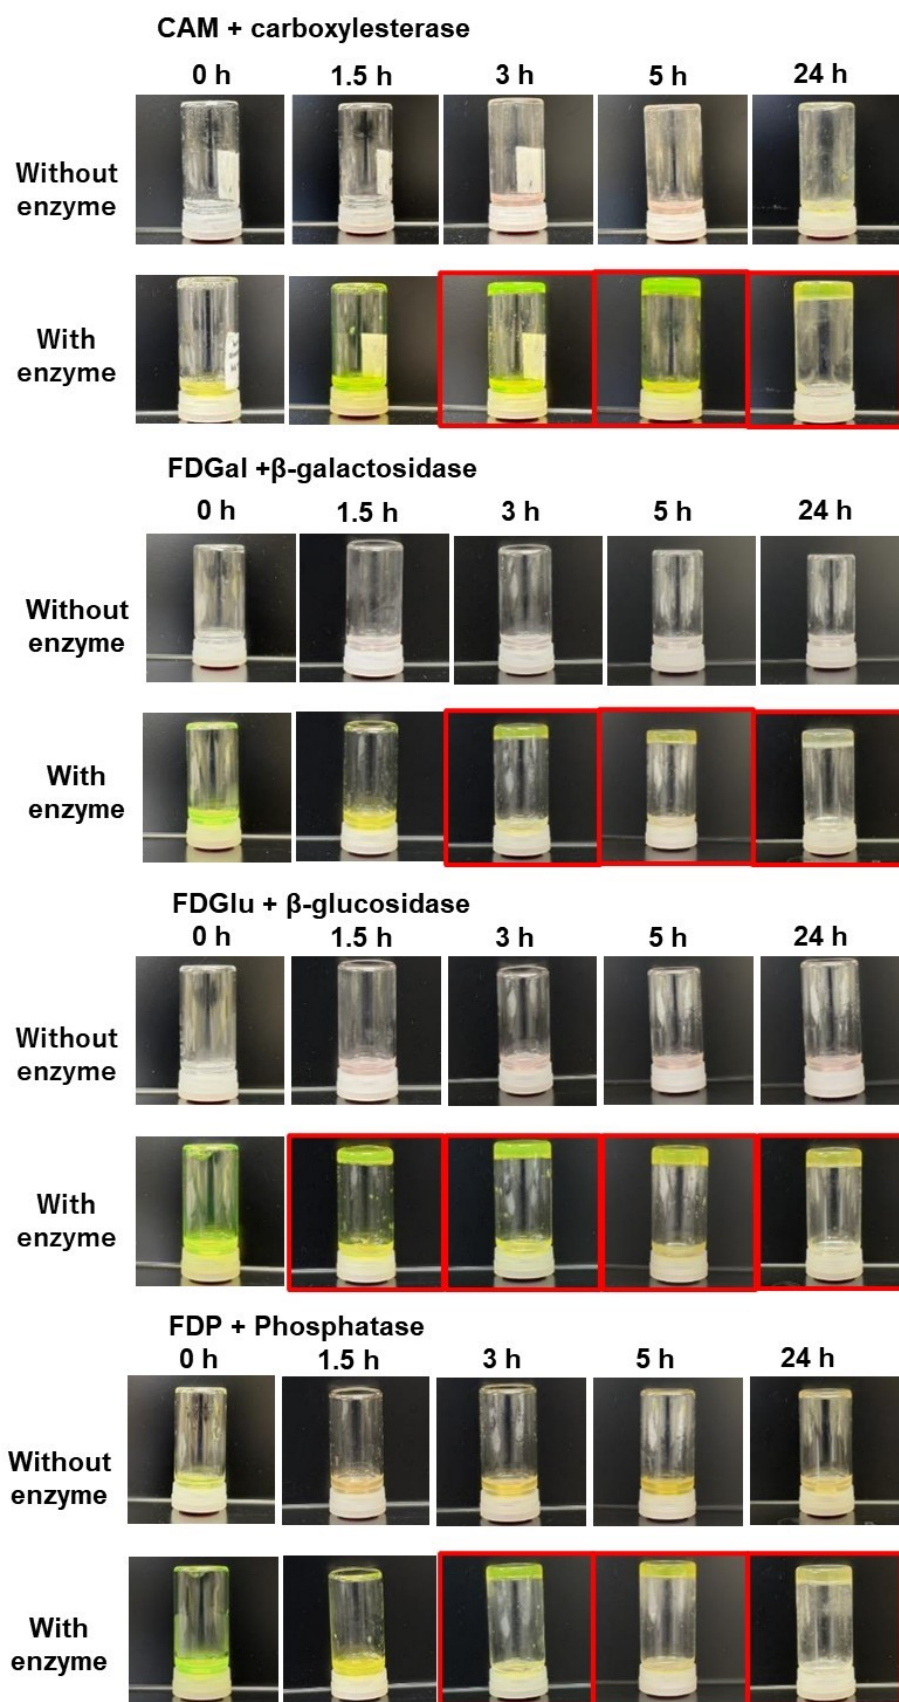 CAM + carboxylesterase
0 h 1.5 h 3 h 5 h 24 h
Without
enzyme
With
enzyme
FDGal +β-galactosidase
0 h 1.5 h 3 h 5 h 24 h
Without
enzyme
With
enzyme
FDGlu + β-glucosidase
0 h 1.5 h 3 h 5 h 24 h
Without
enzyme
With
enzyme
FDP + Phosphatase
0 h 1.5 h 3 h 5 h 24 h
Without
enzyme
With
enzyme